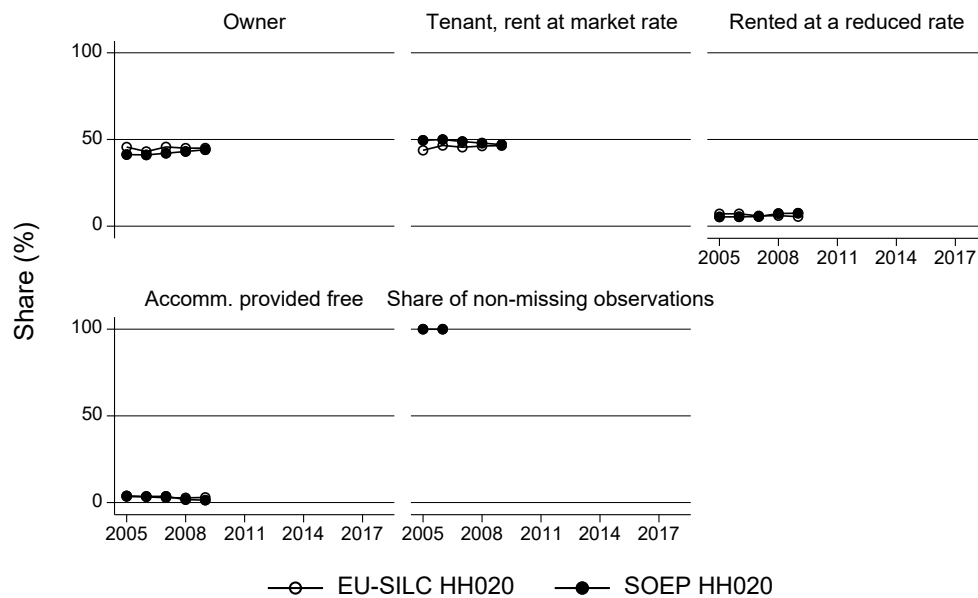 Owner
Tenant, rent at market rate
Rented at a reduced rate
100
50
0
2005 2008 2011 2014 2017
Share (%)
Accomm. provided free
Share of non-missing observations
100
50
0
2005 2008 2011 2014 2017
2005 2008 2011 2014 2017
EU-SILC HH020
SOEP HH020